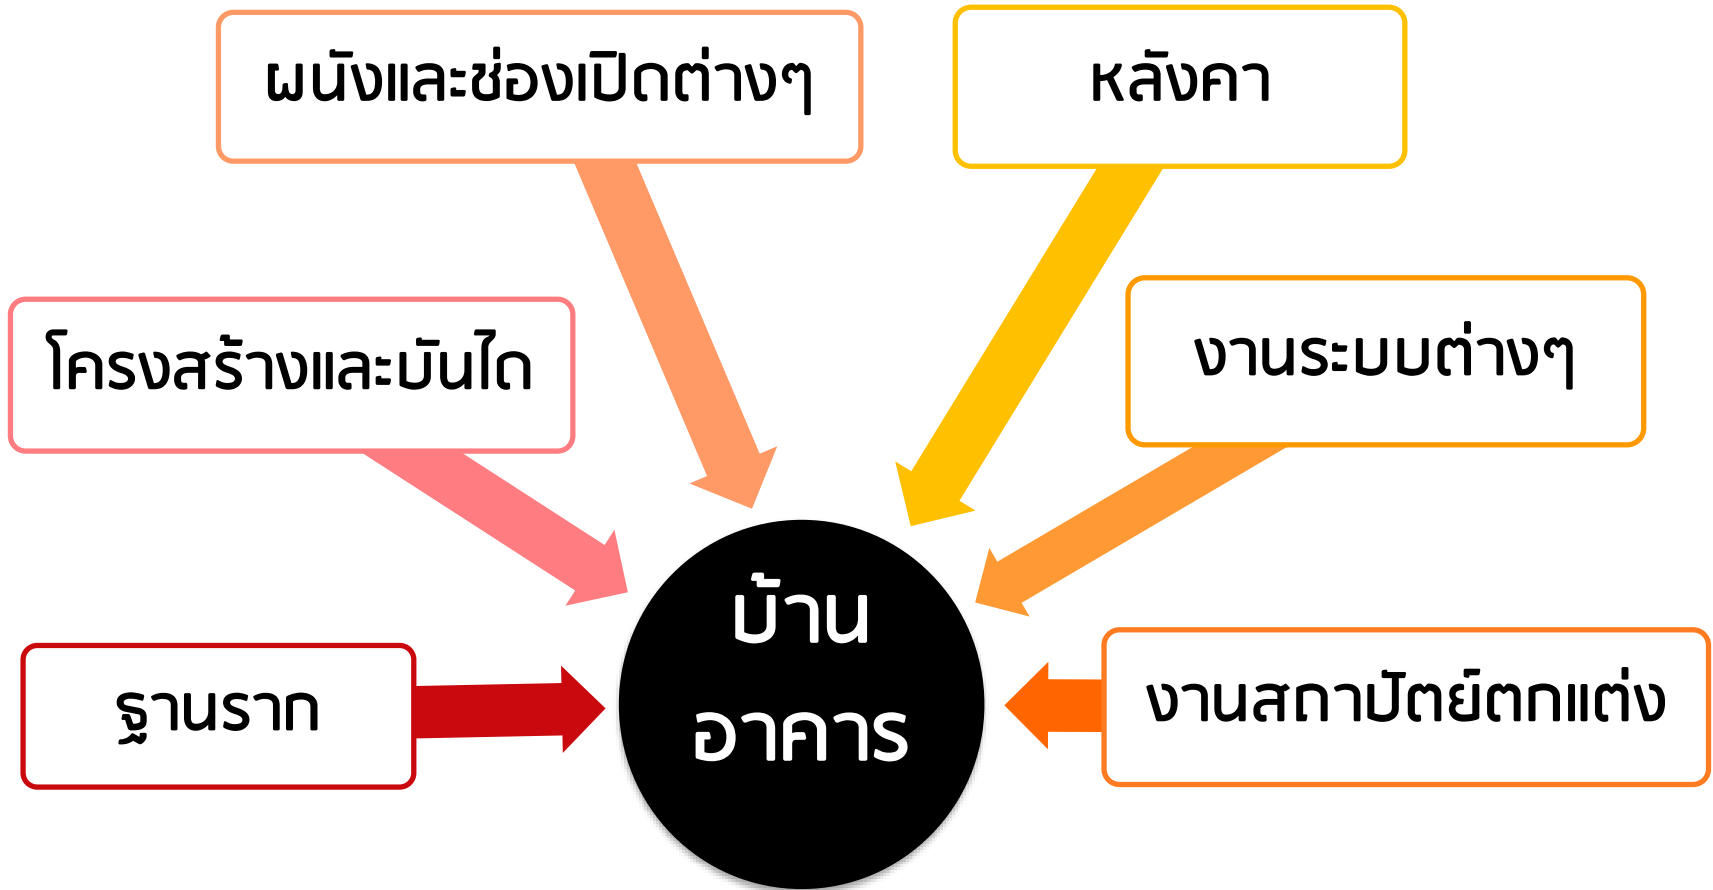 ผนังและช่องเปิดต่างๆ
หลังคา
โครงสร้างและบันได
งานระบบต่างๆ
ฐานราก
งานสถาปัตย์ตกแต่ง
บ้าน
อาคาร